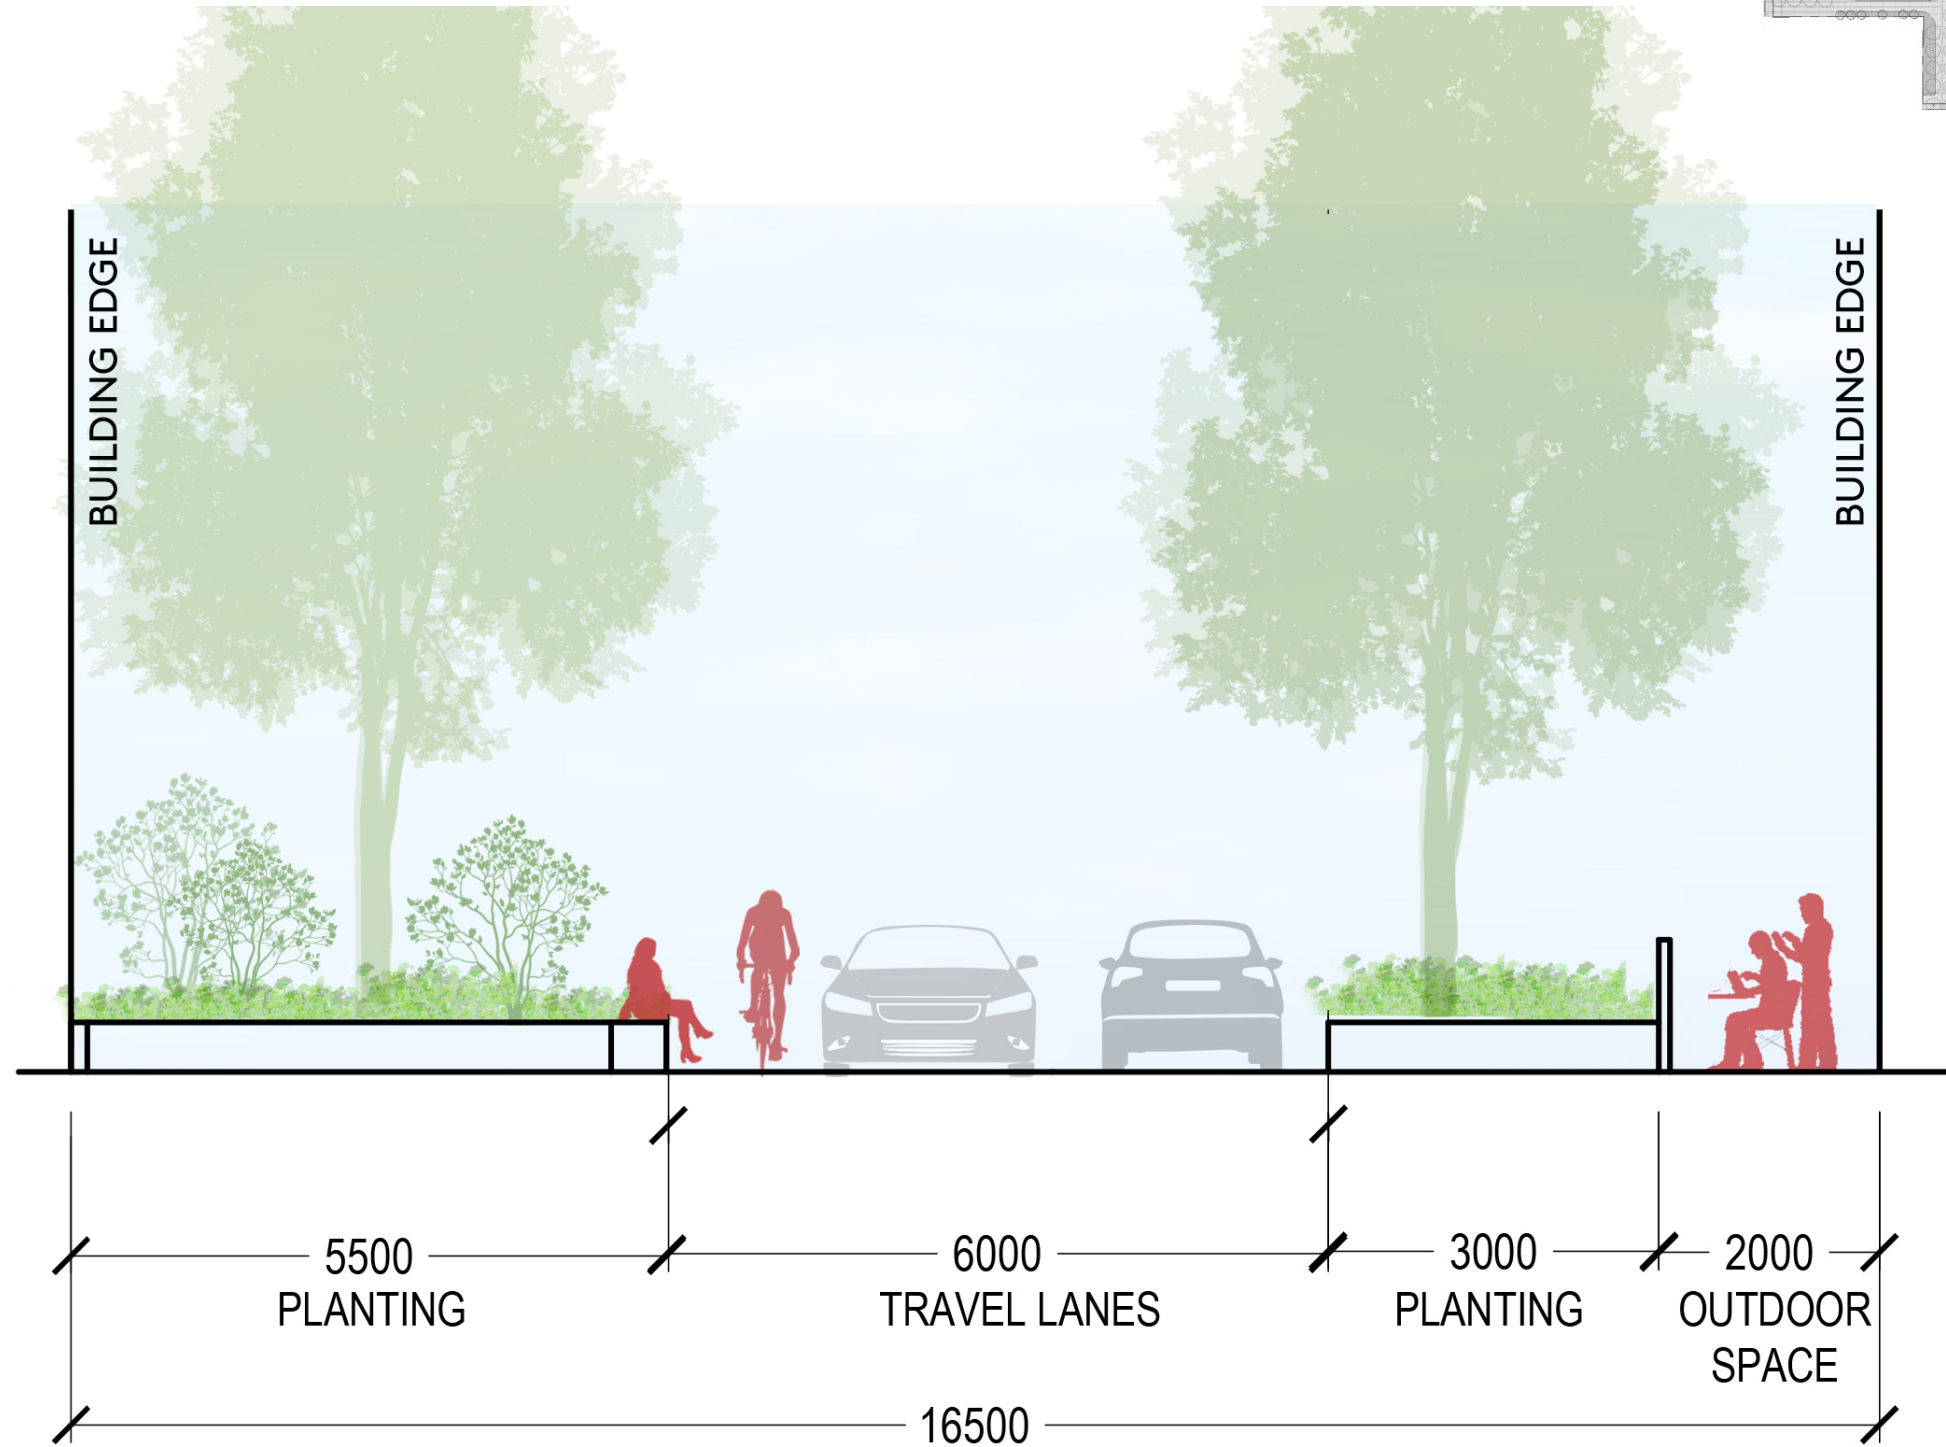 BUILDING EDGE
BUILDING EDGE
5500
PLANTING
6000
TRAVEL LANES
3000
PLANTING
2000
OUTDOOR
SPACE
16500